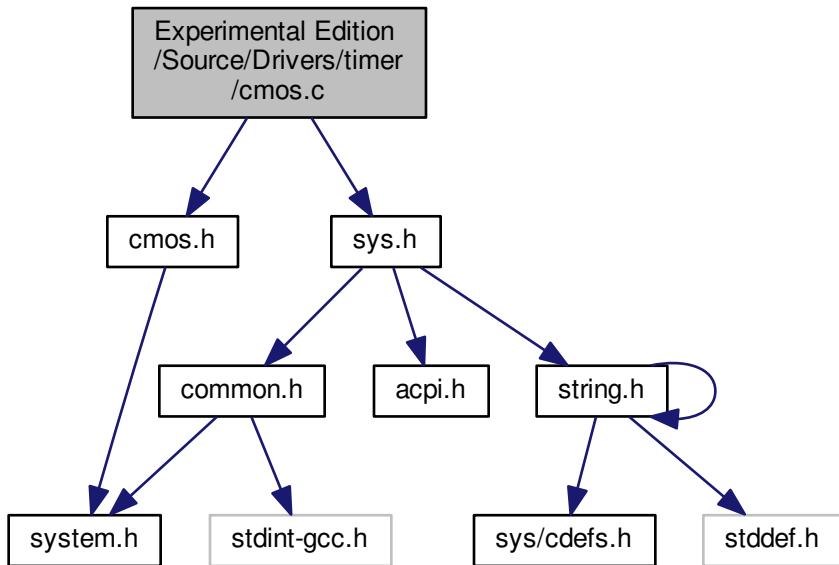 Experimental Edition
/Source/Drivers/timer
/cmos.c
cmos.h
sys.h
common.h
acpi.h
string.h
system.h
stdint-gcc.h
sys/cdefs.h
stddef.h